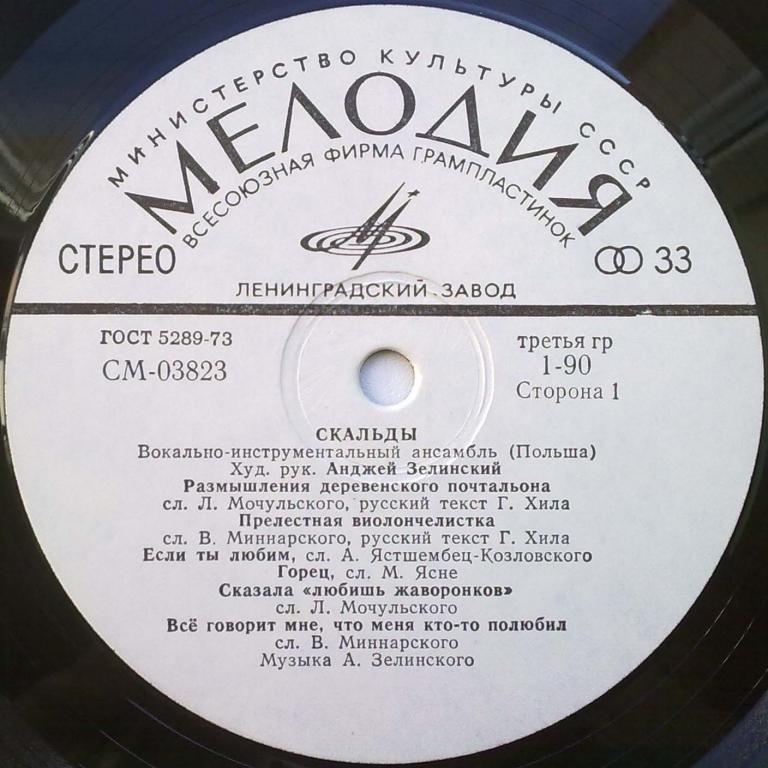 МИНИСТЕРСТВО КУЛЬТУРЫ СССР
МЕЛОДИЯ
ВСЕСОЮЗНАЯ ФИРМА ГРАМПЛАСТИНОК
СТЕРЕО
33
ЛЕНИНГРАДСКИЙ ЗАВОД
ГОСТ 5289-73
третья гр
СМ-03823
1-90
Сторона 1
СКАЛЬДЫ
Вокально-инструментальный ансамбль (Польша)
Худ. рук. Анджей Зелинский
Размышления деревенского почтальона
сл. Л. Мочульского, русский текст Г. Хила
Прелестная виолончелистка
сл. В. Миннарского, русский текст Г. Хила
Если ты любим, сл. А. Ястшембец-Козловского
Горец, сл. М. Ясне
Сказала «любишь жаворонков»
сл. Л. Мочульского
Всё говорит мне, что меня кто-то полюбил
сл. В. Миннарского
Музыка А. Зелинского